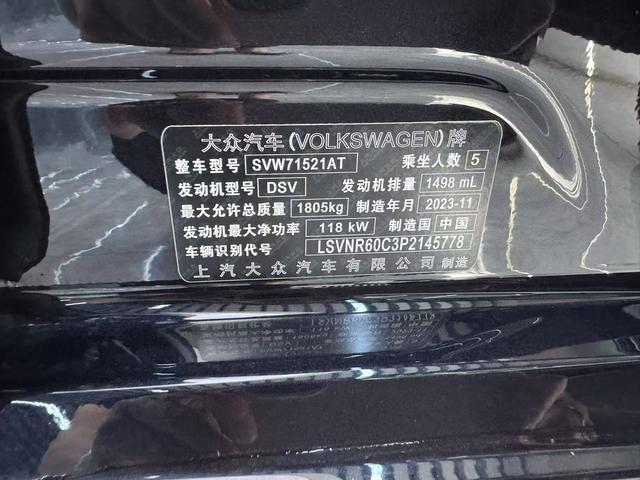 大众汽车(VOLKSWAGEN)牌
整车型号 SVW71521AT 乘坐人数 5
发动机型号 DSV 发动机排量 1498 mL
最大允许总质量 1805kg 制造年月 2023-11
发动机最大净功率 118 kW 制造国 中国
车辆识别代号 LSVNR60C3P2145778
上汽大众汽车有限公司 制造